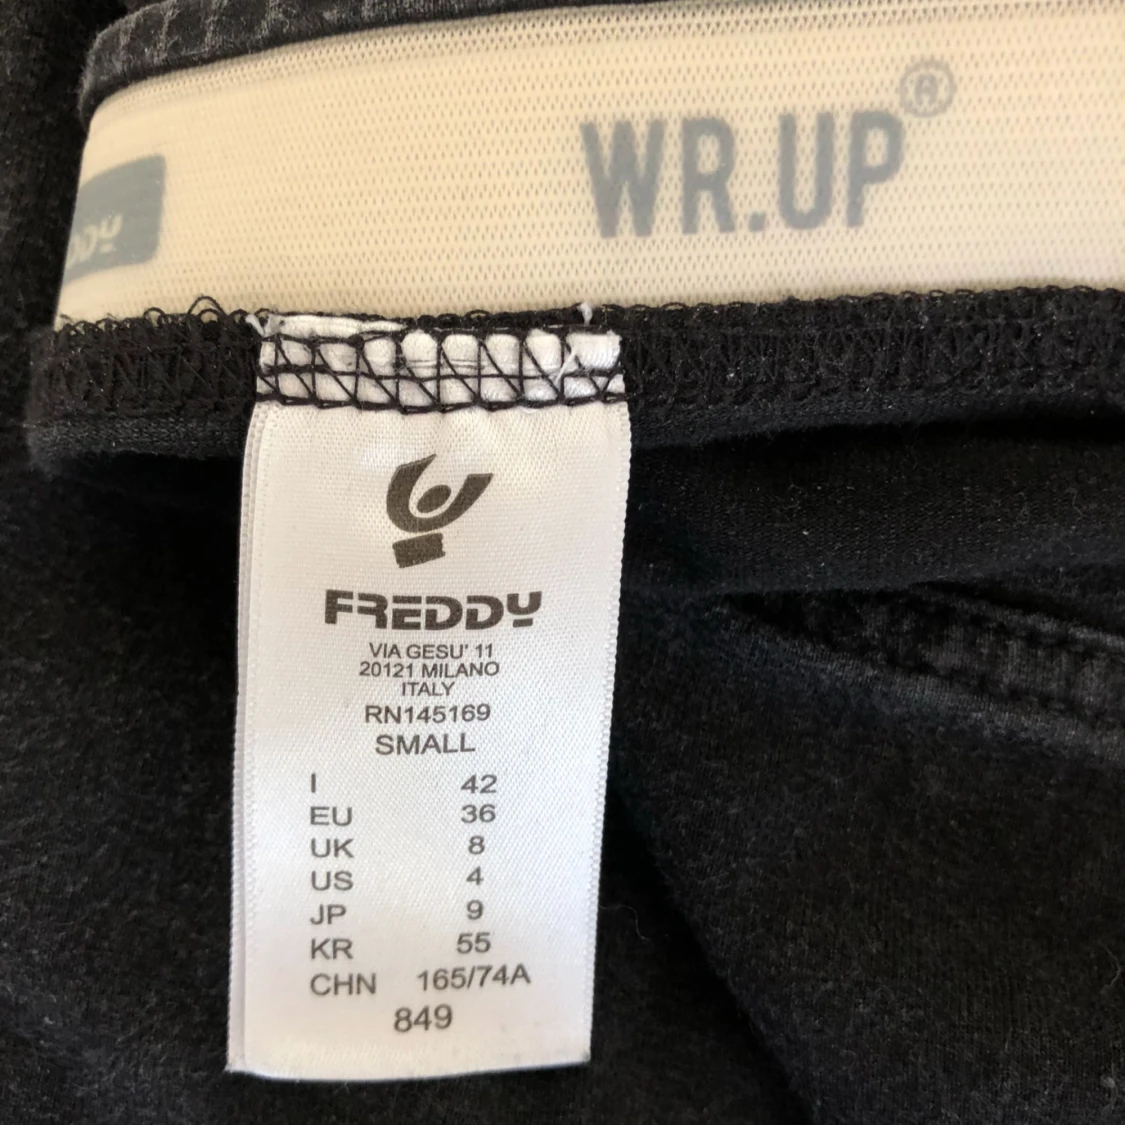 WR.UP®
DDY
FREDDY
VIA GESU' 11
20121 MILANO
ITALY
RN145169
SMALL
I 42
EU 36
UK 8
US 4
JP 9
KR 55
CHN 165/74A
849